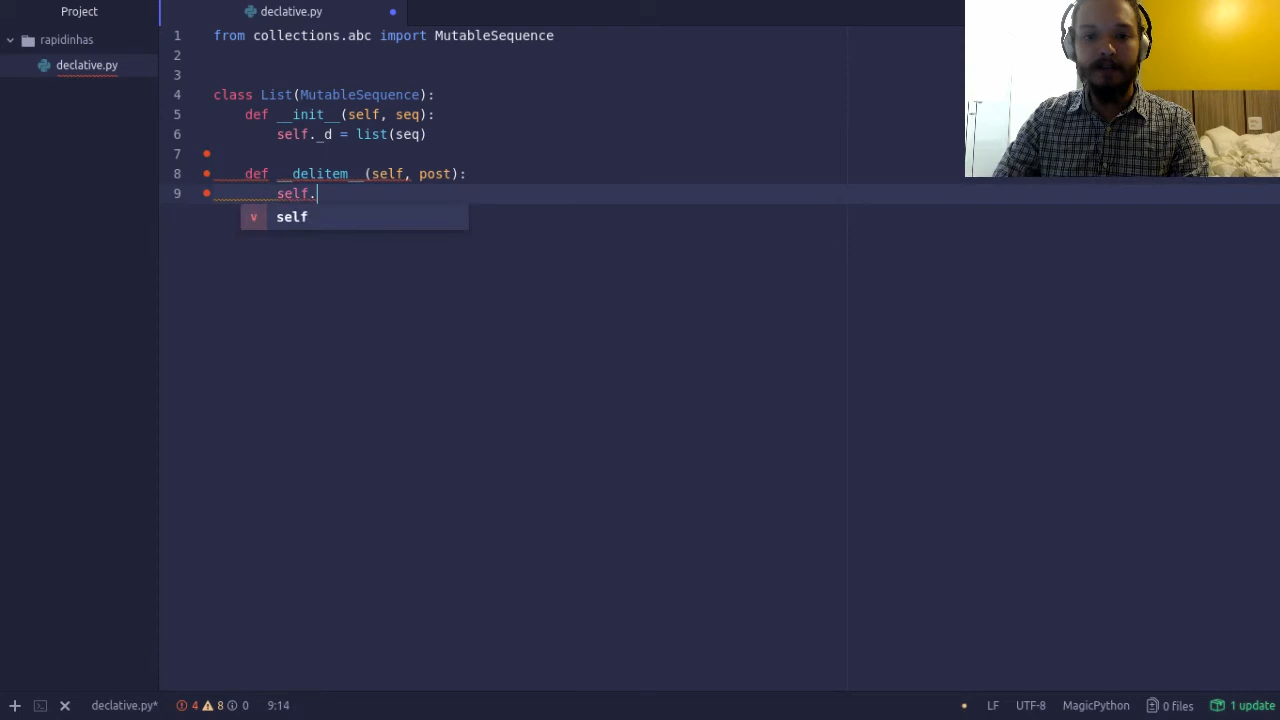 Project
declative.py
rapidinhas
declative.py
1 from collections.abc import MutableSequence
2
3
4 class List(MutableSequence):
5 def __init__(self, seq):
6 self._d = list(seq)
7
8 def __delitem__(self, post):
9 self.
v self
declative.py* 4 8 0 9:14 LF UTF-8 MagicPython 0 files 1 update